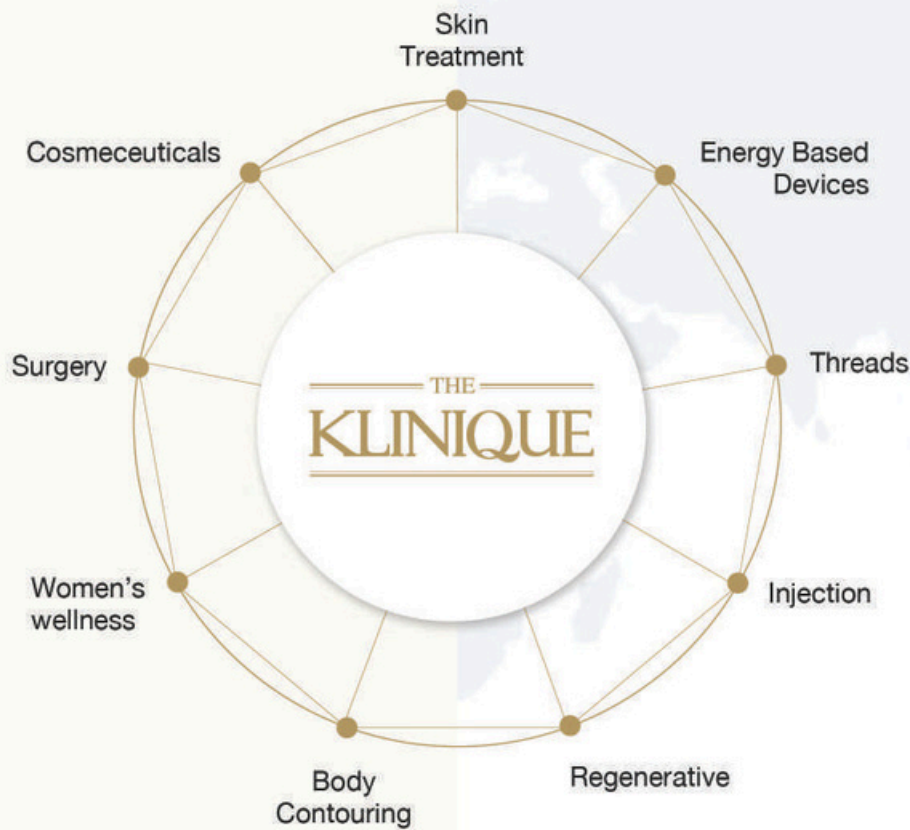 Skin
Treatment
Cosmeceuticals
Energy Based
Devices
Surgery
Threads
THE
KLINIQUE
Women’s
wellness
Injection
Body
Contouring
Regenerative